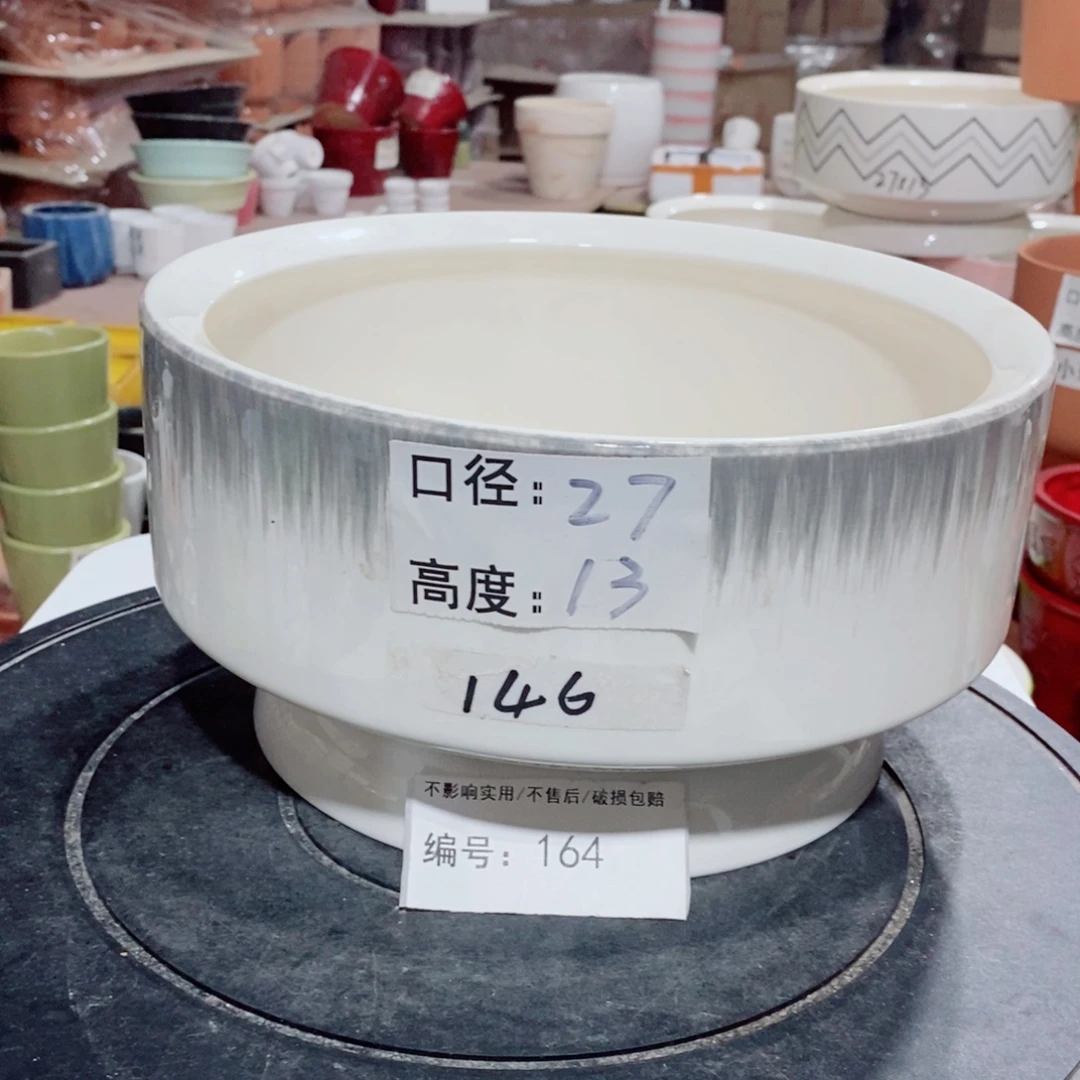 口径: 27
高度: 13
146
不影响实用/不售后/破损包赔
编号: 164